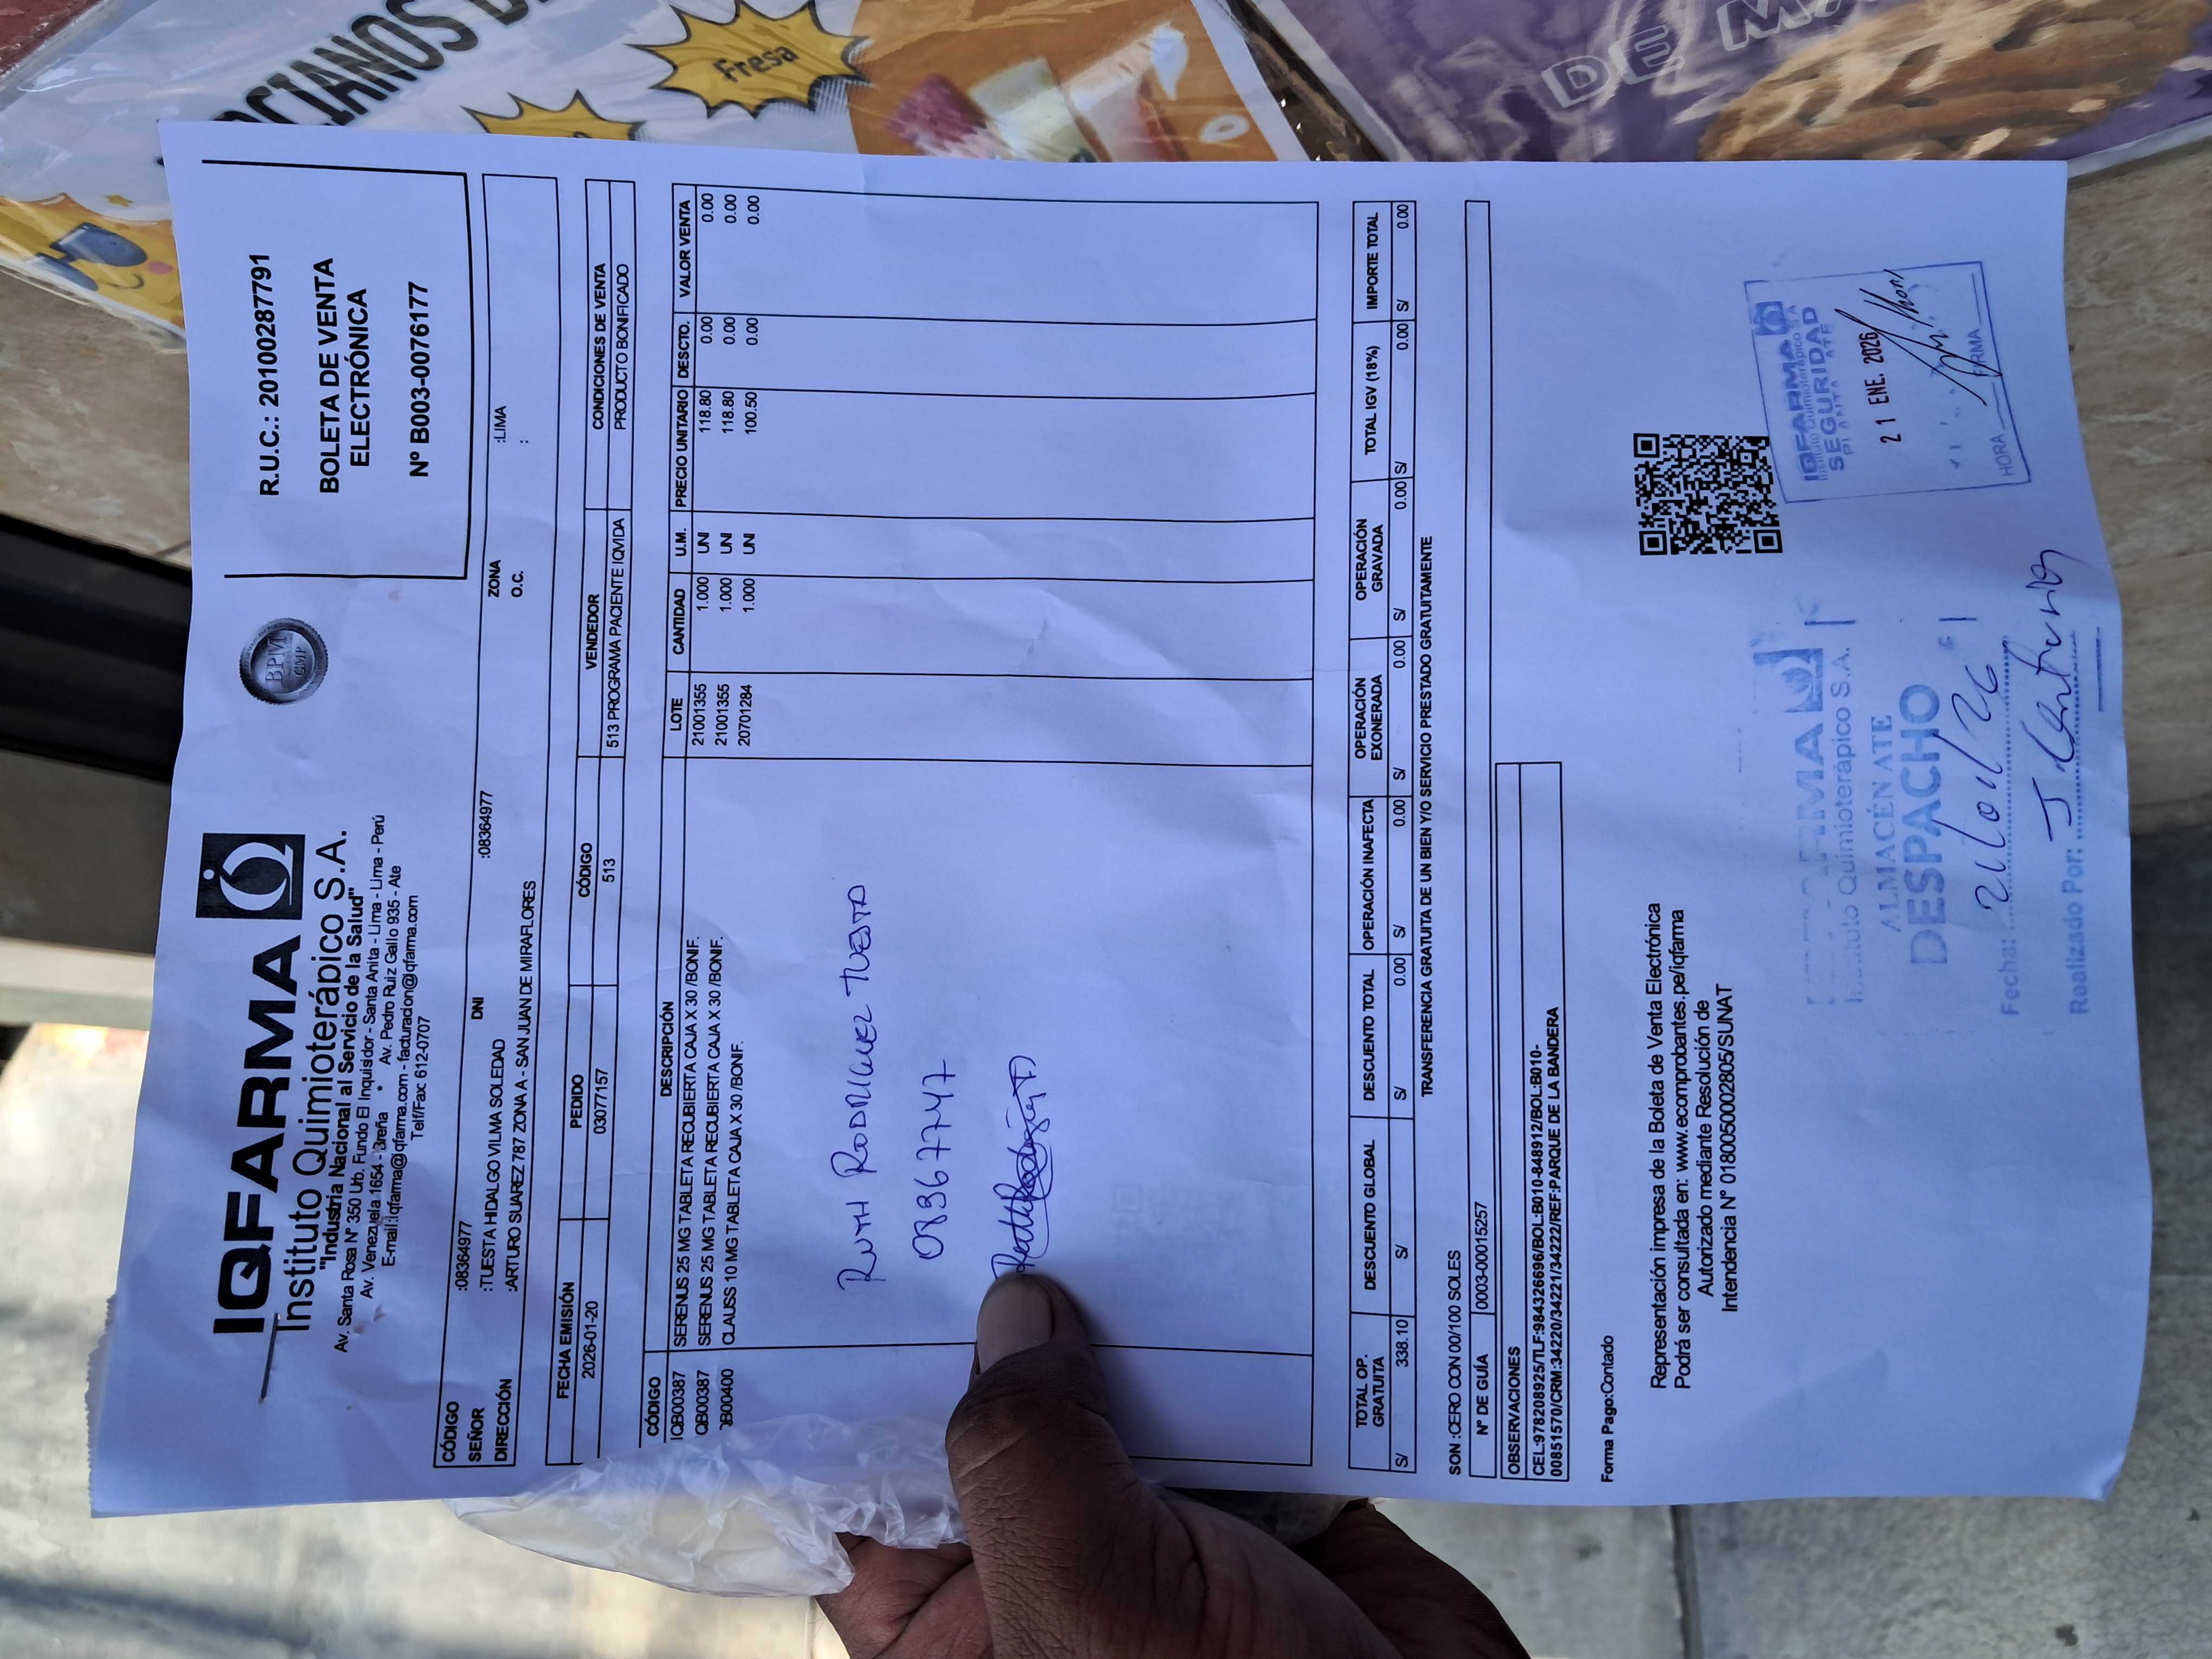 CIANOS D
Fresa
DE MA
IQFARMA
Instituto Quimioterápico S.A.
"Industria Nacional al Servicio de la Salud"
Av. Santa Rosa Nº 350 Urb. Fundo El Inquisidor - Santa Anita - Lima - Lima - Perú
Av. Venezuela 1654 - Breña * Av. Pedro Ruiz Gallo 935 - Ate
E-mail:iqfarma@iqfarma.com - facturacion@iqfarma.com
Telf/Fax: 6112-0707
BPM
GMP
R.U.C.: 20100287791
BOLETA DE VENTA
ELECTRÓNICA
Nº B003-0076177
CÓDIGO :08364977
SEÑOR :TUESTA HIDALGO VILMA SOLEDAD DNI :08364977 ZONA :LIMA
DIRECCIÓN :ARTURO SUAREZ 787 ZONA A - SAN JUAN DE MIRAFLORES O.C. :
FECHA EMISIÓN PEDIDO CÓDIGO VENDEDOR CONDICIONES DE VENTA
2026-01-20 03077157 513 513 PROGRAMA PACIENTE IQVIDA PRODUCTO BONIFICADO
CÓDIGO DESCRIPCIÓN LOTE CANTIDAD U.M. PRECIO UNITARIO DESCTO. VALOR VENTA
IQB00387 SERENUS 25 MG TABLETA RECUBIERTA CAJA X 30 /BONIF. 21001355 1.000 UNI 118.80 0.00 0.00
QB00387 SERENUS 25 MG TABLETA RECUBIERTA CAJA X 30 /BONIF. 21001355 1.000 UNI 118.80 0.00 0.00
QB00400 CLAUSS 10 MG TABLETA CAJA X 30 /BONIF. 20701284 1.000 UNI 100.50 0.00 0.00
RUTH RODRIGUEZ TUESTA
08367747
TOTAL OP. GRATUITA DESCUENTO GLOBAL DESCUENTO TOTAL OPERACIÓN INAFECTA OPERACIÓN EXONERADA OPERACIÓN GRAVADA TOTAL IGV (18%) IMPORTE TOTAL
S/ 338.10 S/ S/ 0.00 S/ 0.00 S/ 0.00 S/ 0.00 S/ 0.00 S/ 0.00
TRANSFERENCIA GRATUITA DE UN BIEN Y/O SERVICIO PRESTADO GRATUITAMENTE
SON :CERO CON 00/100 SOLES
Nº DE GUÍA 0003-00015257
OBSERVACIONES
CEL:978208925/TLF:984326696/BOL:B010-848912/BOL:B010-
00851570/CRM:34220/34221/34222/REF:PARQUE DE LA BANDERA
Forma Pago:Contado
Representación impresa de la Boleta de Venta Electrónica
Podrá ser consultada en: www.ecomprobantes.pe/iqfarma
Autorizado mediante Resolución de
Intendencia Nº 0180050002805/SUNAT
Instituto Quimioterápico S.A.
ALMACÉN ATE
DESPACHO
Fecha: 21/01/26
Realizado Por:
IQFARMA
Instituto Quimioterápico S.A.
SEGURIDAD
PLANTA ATE
21 ENE. 2026
HORA FIRMA